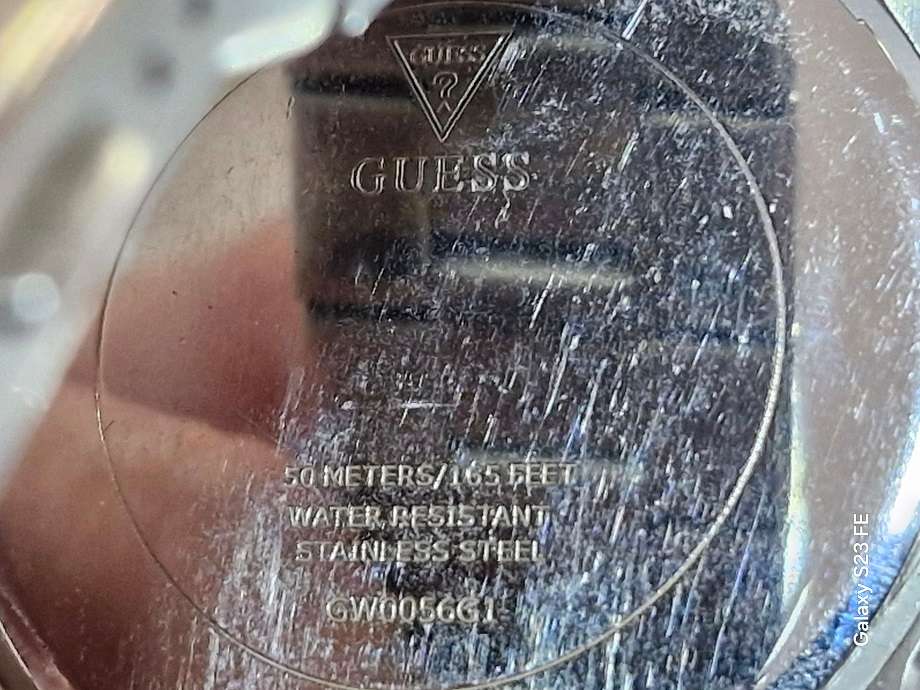 GUESS
?
GUESS
50 METERS/165 FEET
WATER RESISTANT
STAINLESS STEEL
GW0056G1
Galaxy S23 FE